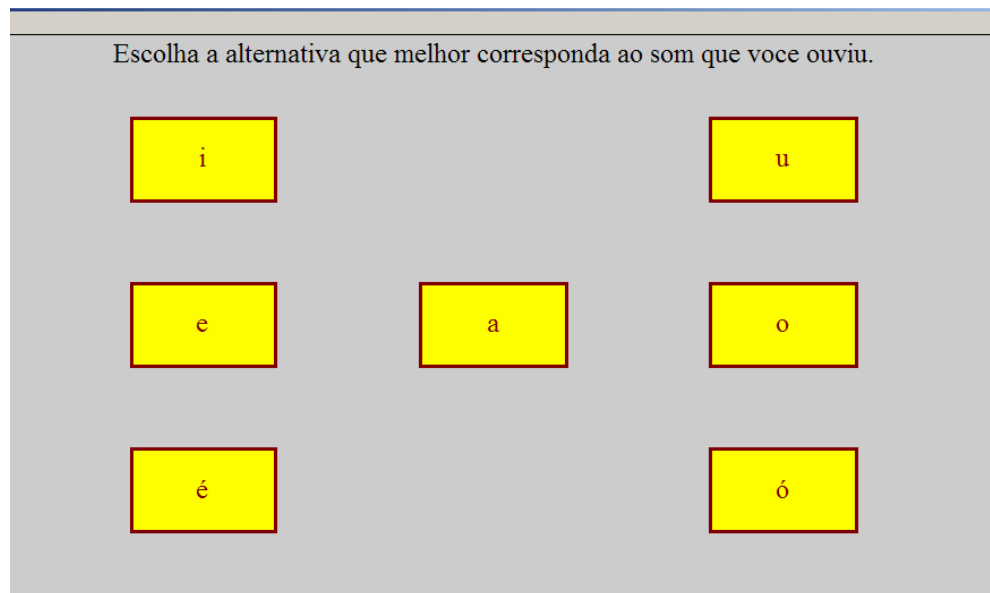 Escolha a alternativa que melhor corresponda ao som que voce ouviu.
i
u
e
a
o
é
ó